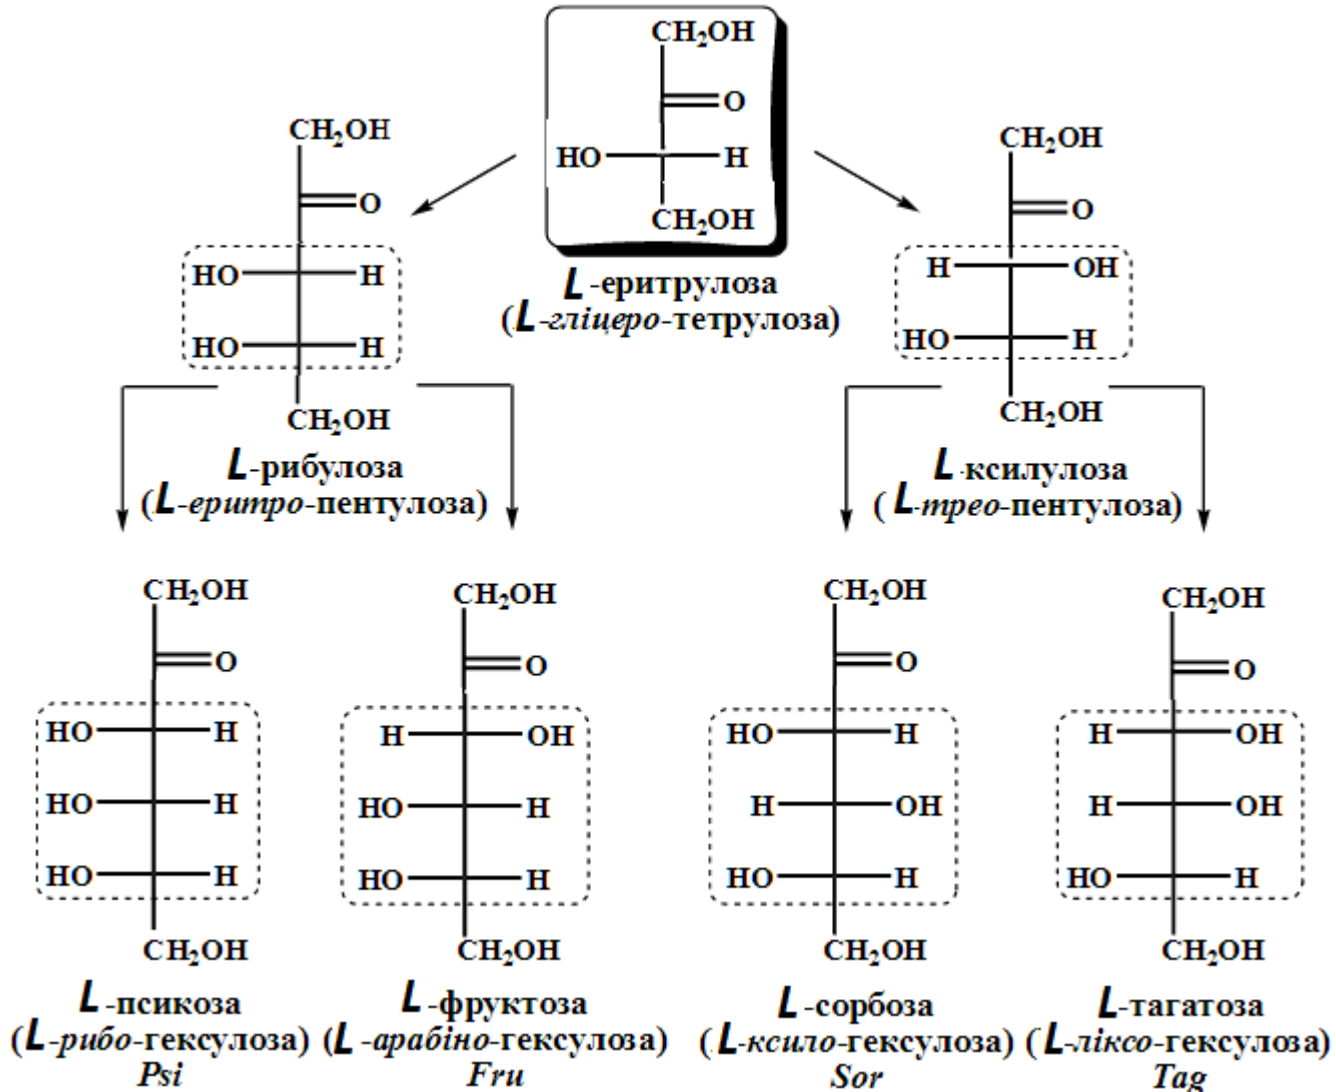 CH₂OH
O
HO H
CH₂OH
L-еритрулоза
(L-гліцеро-тетрулоза)
CH₂OH
O
HO H
HO H
CH₂OH
L-рибулоза
(L-еритро-пентулоза)
CH₂OH
O
H OH
HO H
CH₂OH
L-ксилулоза
(L-трео-пентулоза)
CH₂OH
O
HO H
HO H
HO H
CH₂OH
L-псикоза
(L-рибо-гексулоза)
Psi
CH₂OH
O
H OH
HO H
HO H
CH₂OH
L-фруктоза
(L-арабіно-гексулоза)
Fru
CH₂OH
O
HO H
H OH
HO H
CH₂OH
L-сорбоза
(L-ксило-гексулоза)
Sor
CH₂OH
O
H OH
H OH
HO H
CH₂OH
L-тагатоза
(L-ліксо-гексулоза)
Tag